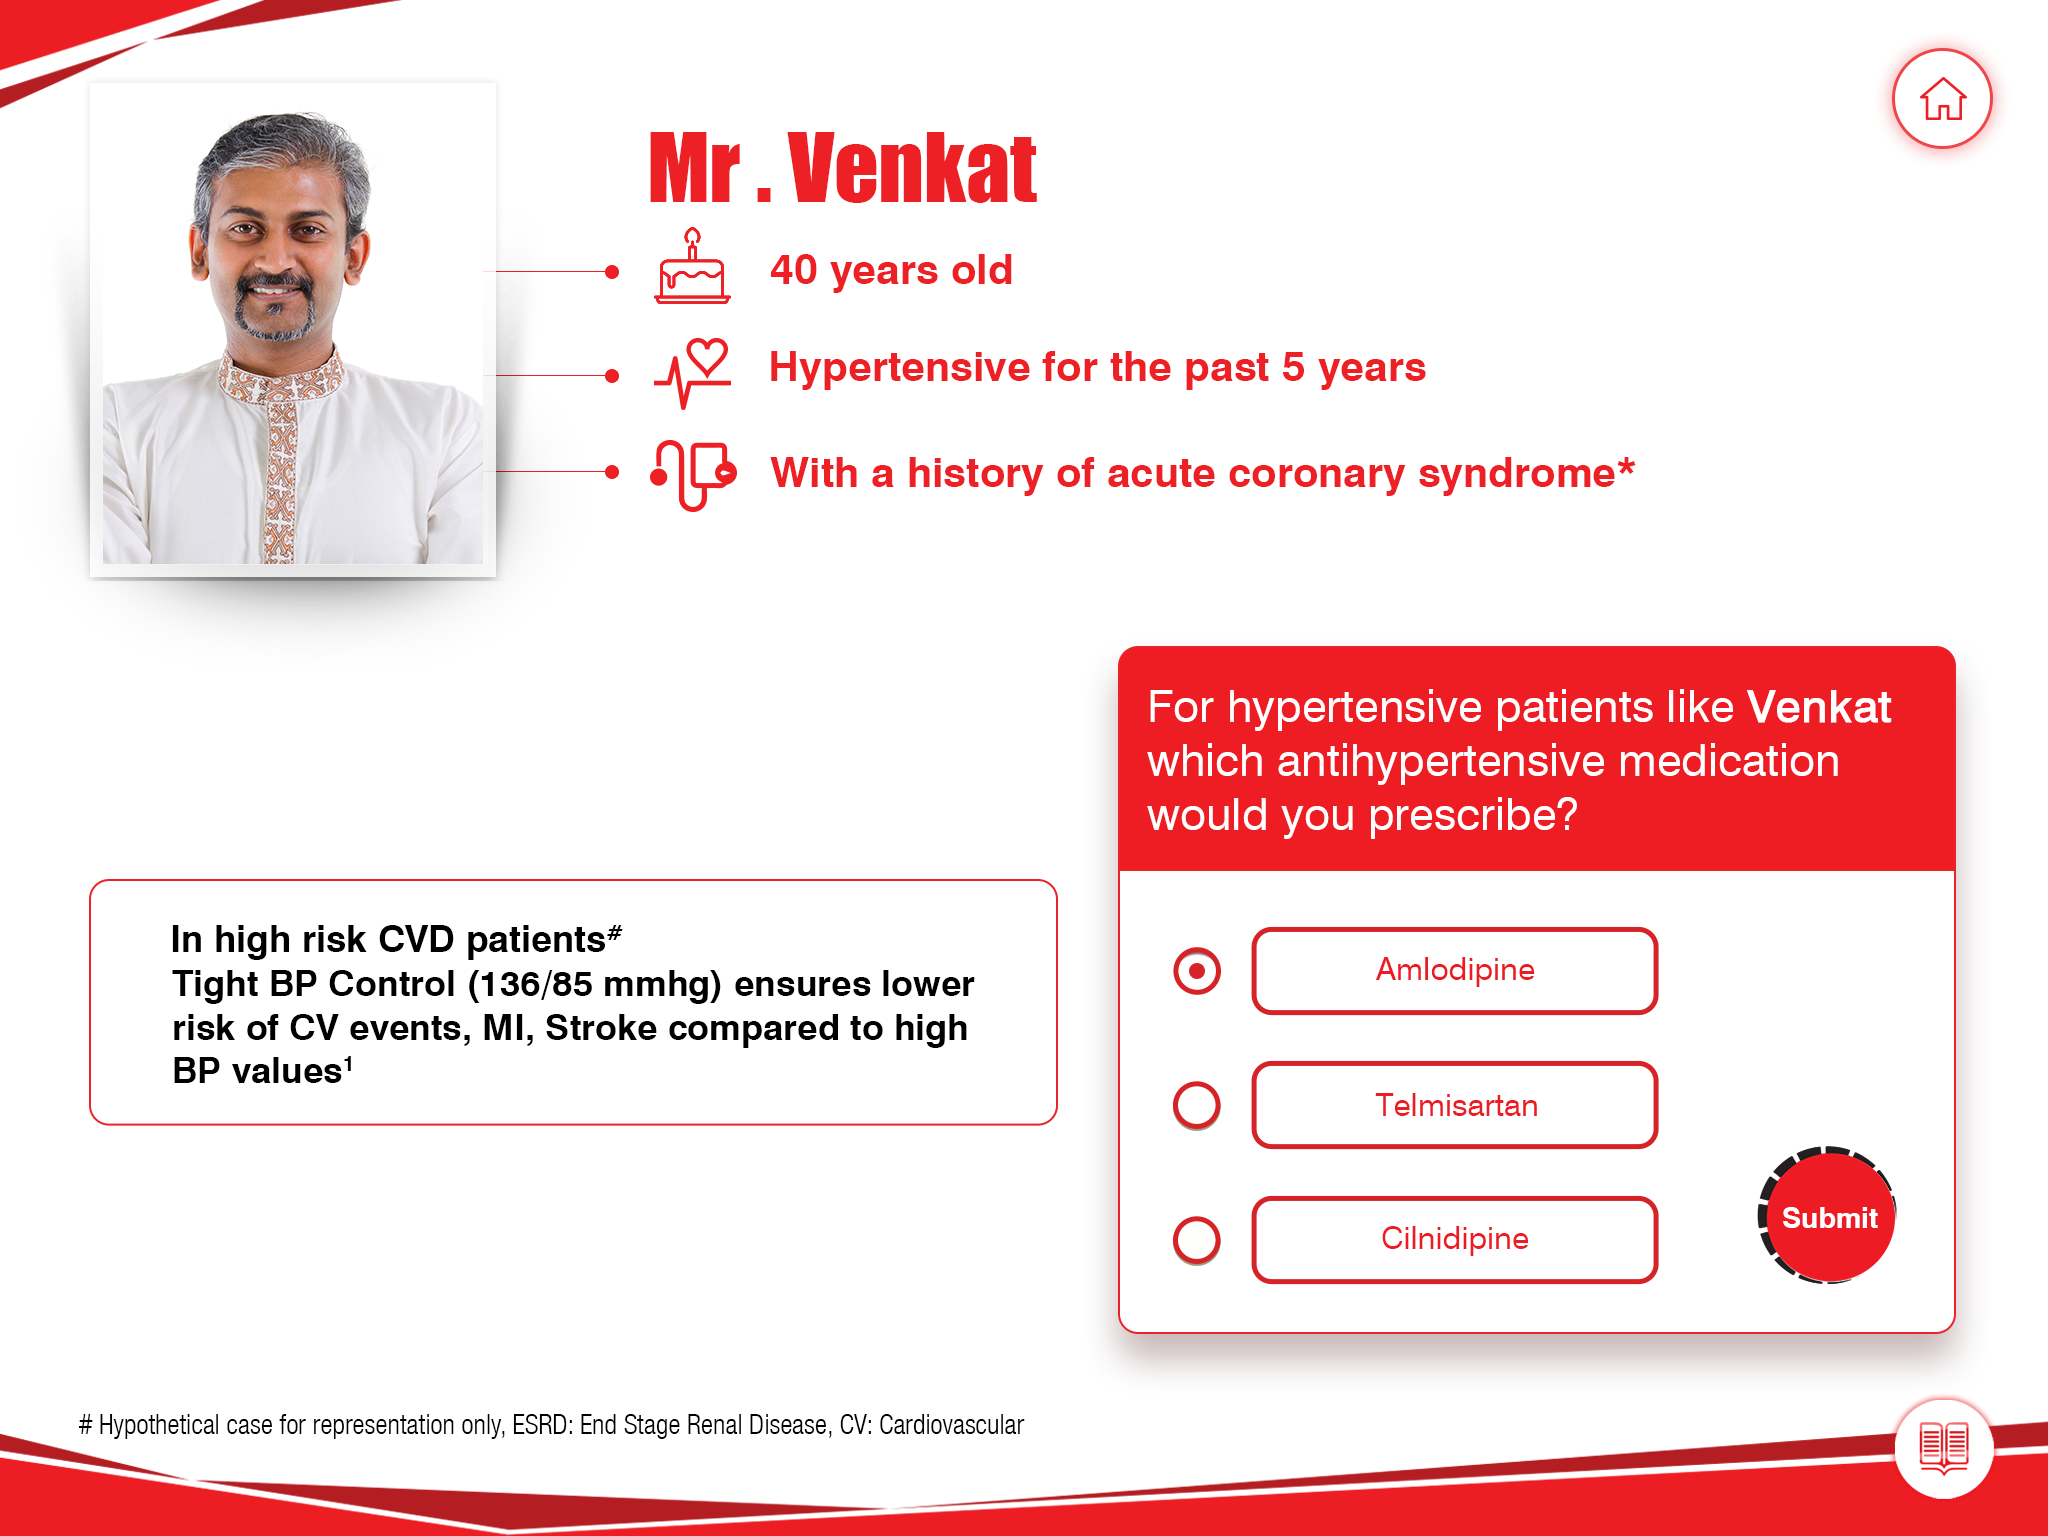 Mr . Venkat
40 years old
Hypertensive for the past 5 years
With a history of acute coronary syndrome*
For hypertensive patients like Venkat
which antihypertensive medication
would you prescribe?
In high risk CVD patients#
Tight BP Control (136/85 mmhg) ensures lower
risk of CV events, MI, Stroke compared to high
BP values¹
Amlodipine
Telmisartan
Cilnidipine
Submit
# Hypothetical case for representation only, ESRD: End Stage Renal Disease, CV: Cardiovascular